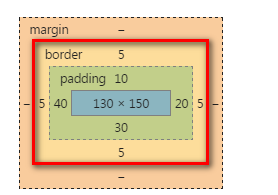 margin –
border 5
padding 10
– 5 40 130 × 150 20 5 –
30
5
–